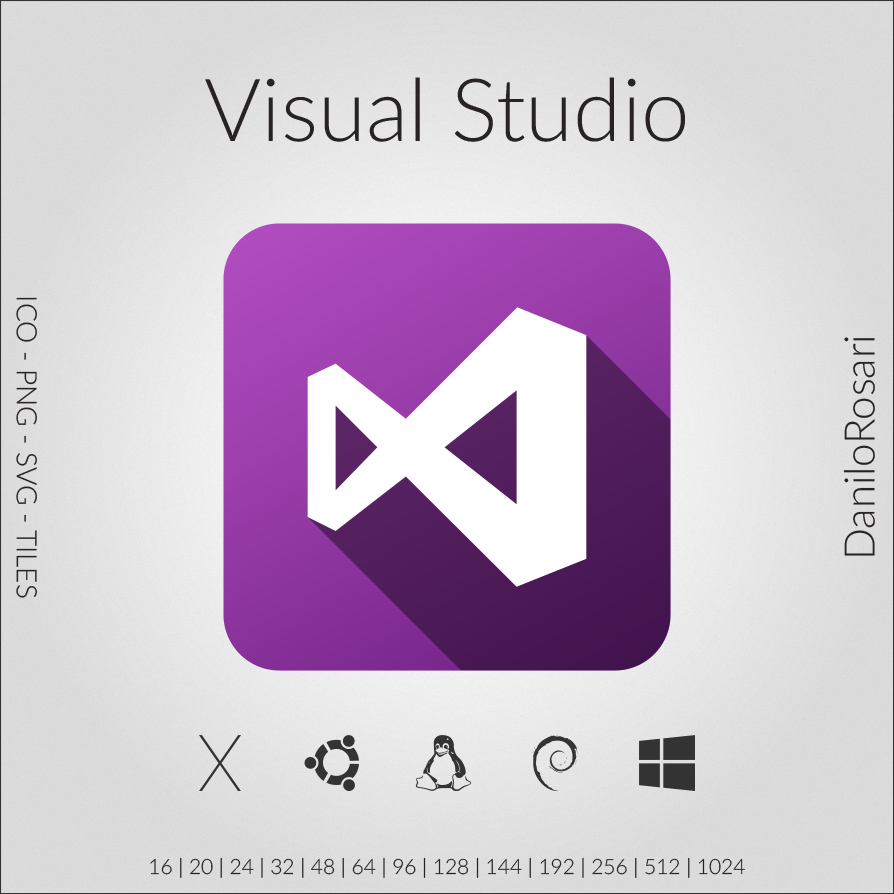 Visual Studio
ICO - PNG - SVG - TILES
DaniloRosari
16 | 20 | 24 | 32 | 48 | 64 | 96 | 128 | 144 | 192 | 256 | 512 | 1024